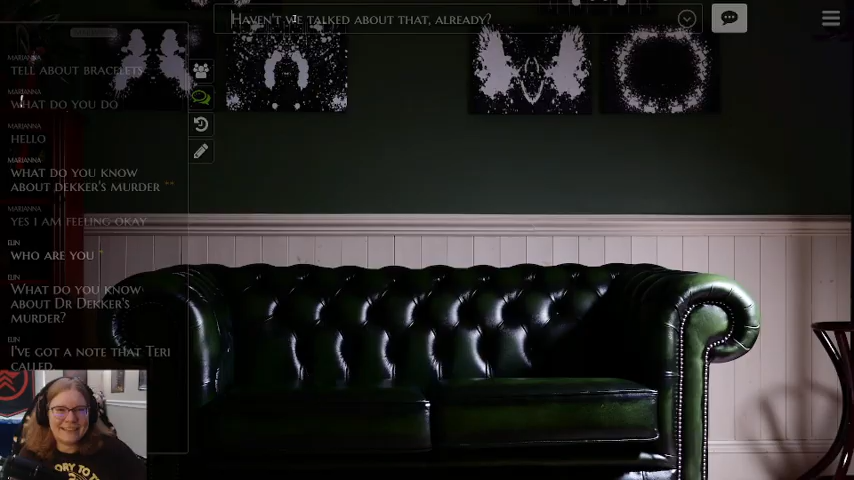 Haven't we talked about that, already?
Marianna
tell about bracelets
Marianna
what do you do
Marianna
hello
Marianna
what do you know
about dekker's murder **
Marianna
yes i am feeling okay
Elin
who are you *
Elin
What do you know
about Dr Dekker's
murder?
Elin
I've got a note that Teri
called